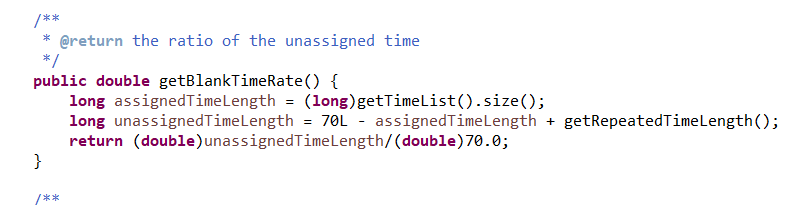 /**
 * @return the ratio of the unassigned time
 */
public double getBlankTimeRate() {
    long assignedTimeLength = (long)getTimeList().size();
    long unassignedTimeLength = 70L - assignedTimeLength + getRepeatedTimeLength();
    return (double)unassignedTimeLength/(double)70.0;
}
/**